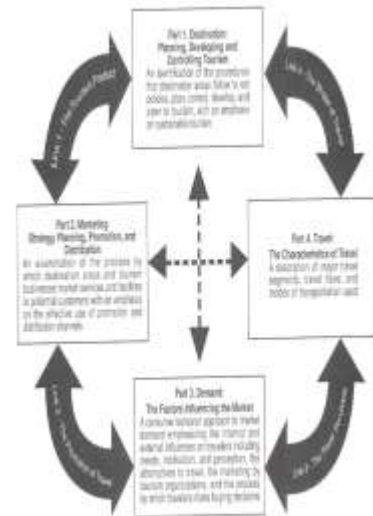 Part 1. Destination:
Planning, Developing and
Controlling Tourism
An identification of the procedures
that destination areas follow to set
policies, plan, control, develop, and
cater to tourism, with an emphasis
on sustainable tourism
Part 2. Marketing
Strategy, Planning, Promotion, and
Distribution
An examination of the process by
which destination areas and tourism
businesses market services and facilities
to potential customers with an emphasis
on the effective use of promotion and
distribution channels
Part 4. Travel
The Characteristics of Travel
A description of major travel
segments, travel flows, and
modes of transportation used
Part 3. Demand:
The Factors Influencing the Market
A consumer behavior approach to market
demand emphasizing the internal and
external influences on travelers including
needs, motivation, and perception, the
alternatives to travel, the marketing by
tourism organizations, and the process
by which travelers make buying decisions